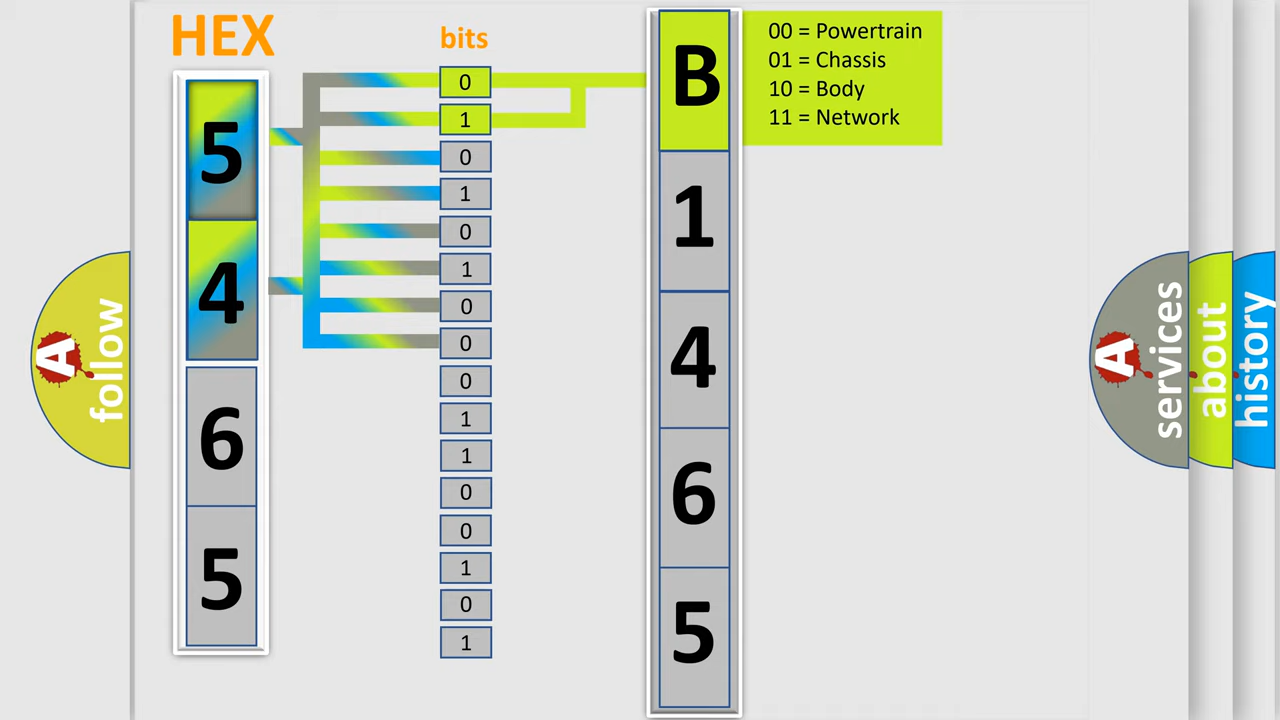 HEX
bits
5
4
6
5
0
1
0
1
0
1
0
0
0
1
1
0
0
1
0
1
B
1
4
6
5
00 = Powertrain
01 = Chassis
10 = Body
11 = Network
A
follow
A
services
about
history